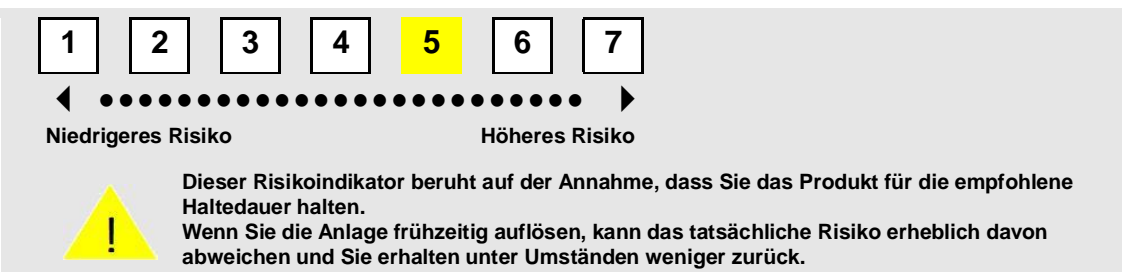 1 2 3 4 5 6 7
Niedrigeres Risiko Höheres Risiko
Dieser Risikoindikator beruht auf der Annahme, dass Sie das Produkt für die empfohlene
Haltedauer halten.
! Wenn Sie die Anlage frühzeitig auflösen, kann das tatsächliche Risiko erheblich davon
abweichen und Sie erhalten unter Umständen weniger zurück.